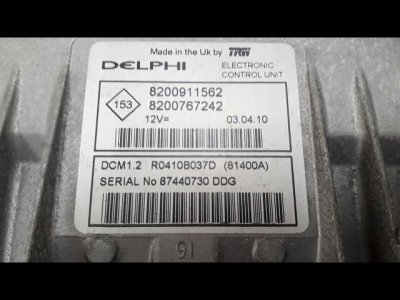 Made in the Uk by TRW
DELPHI ELECTRONIC
CONTROL UNIT
153
8200911562
8200767242
12V= 03.04.10
DCM1.2 R0410B037D (81400A)
SERIAL No 87440730 DDG
91